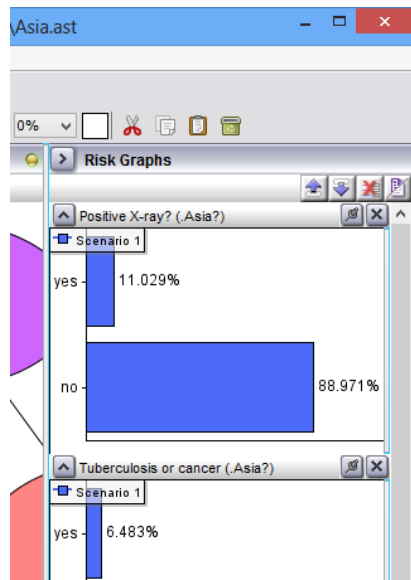 \Asia.ast
0%
Risk Graphs
Positive X-ray? (.Asia?)
Scenario 1
yes
11.029%
no
88.971%
Tuberculosis or cancer (.Asia?)
Scenario 1
yes
6.483%